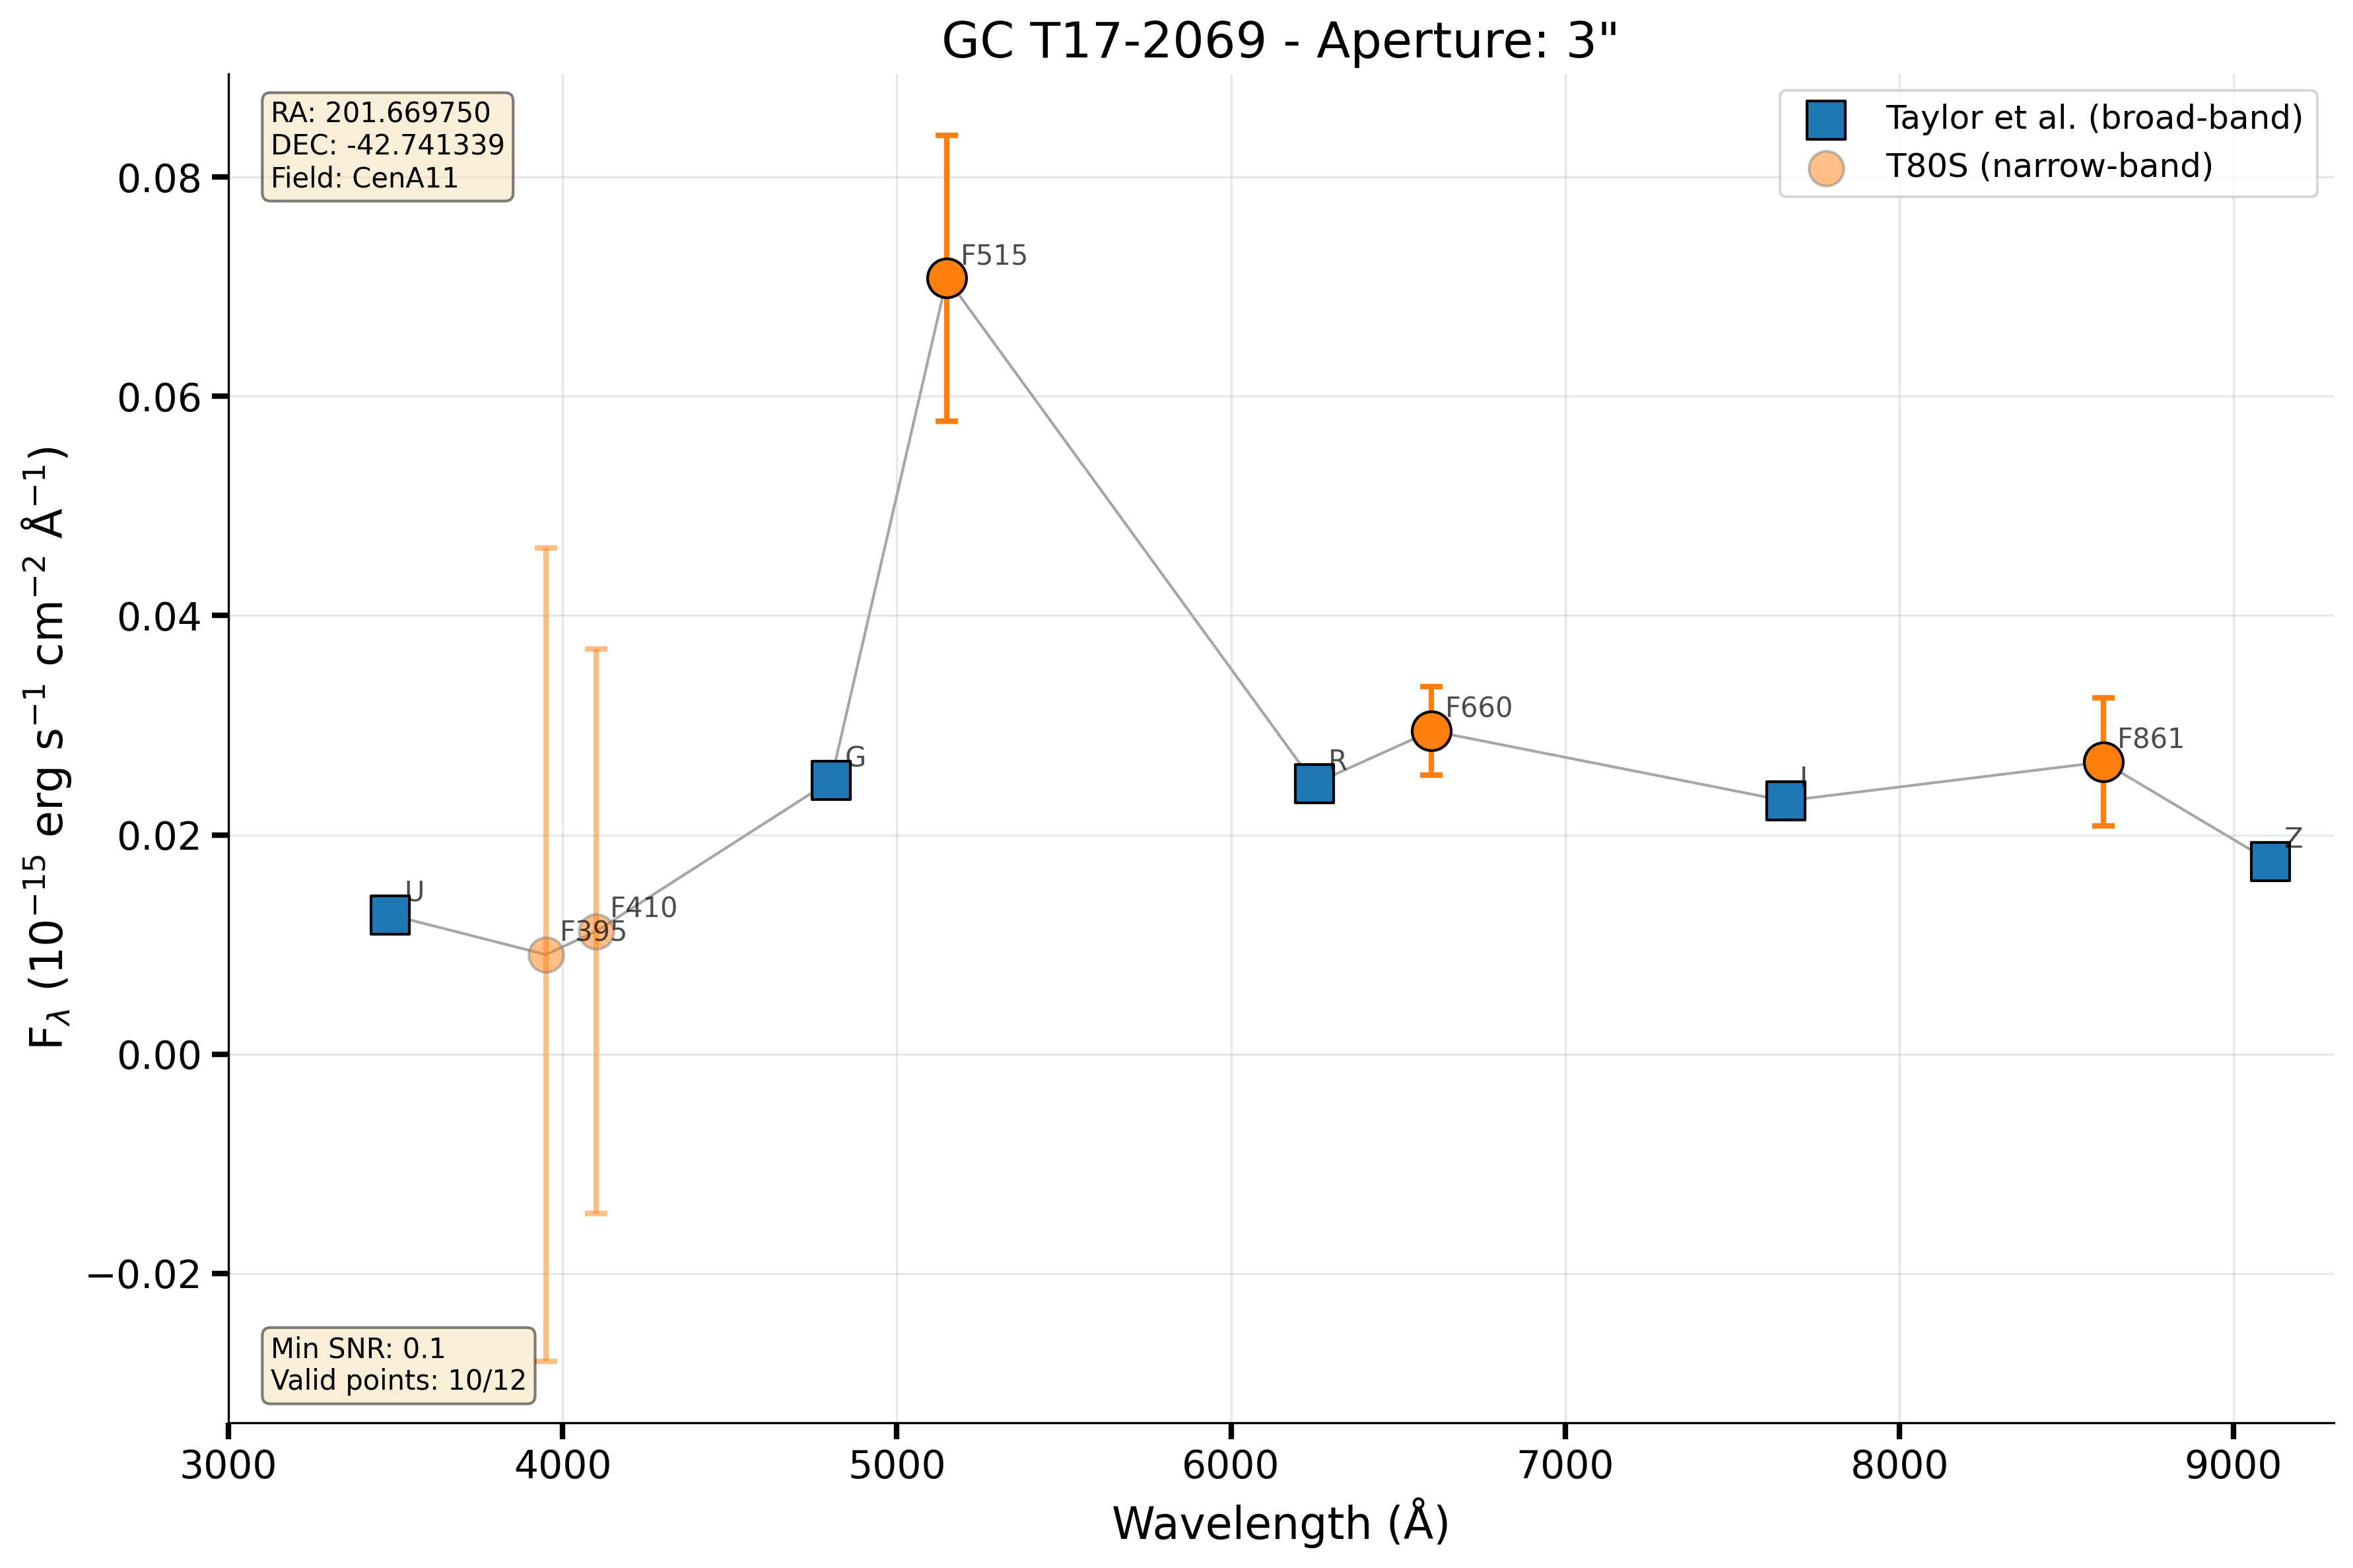 GC T17-2069 - Aperture: 3"
RA: 201.669750
DEC: -42.741339
Field: CenA11
Taylor et al. (broad-band)
T80S (narrow-band)
F515
F660
F861
G
R
I
Z
U
F410
F395
Min SNR: 0.1
Valid points: 10/12
0.08
0.06
0.04
0.02
0.00
−0.02
3000 4000 5000 6000 7000 8000 9000
Wavelength (Å)
Fλ (10⁻¹⁵ erg s⁻¹ cm⁻² Å⁻¹)